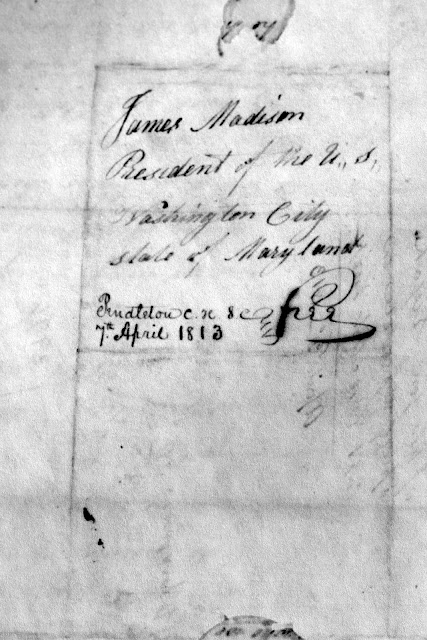 James Madison
President of the U,, S,
Washington City
state of Maryland
Pendleton C. H
7th April 1813
free